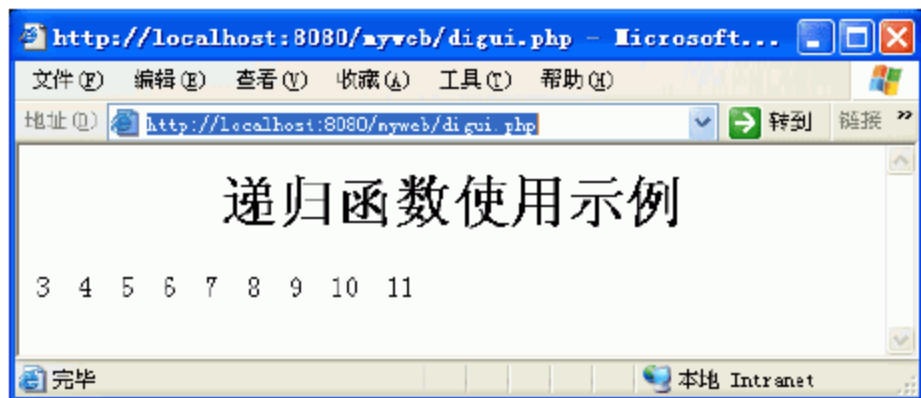 http://localhost:8080/myweb/digui.php - Microsoft...
文件(F) 编辑(E) 查看(V) 收藏(A) 工具(T) 帮助(H)
地址(D) http://localhost:8080/myweb/digui.php 转到 链接 »
递归函数使用示例
3 4 5 6 7 8 9 10 11
完毕 本地 Intranet